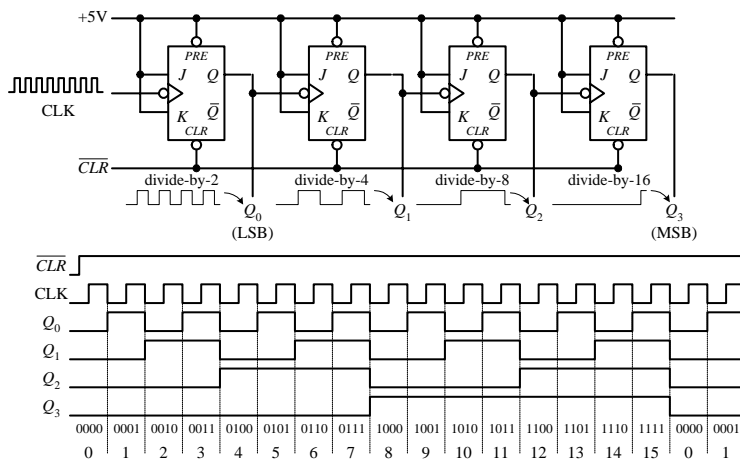 +5V
PRE PRE PRE PRE
J Q J Q J Q J Q
CLK
K Q̅ K Q̅ K Q̅ K Q̅
CLR CLR CLR CLR
C̅L̅R̅
divide-by-2 divide-by-4 divide-by-8 divide-by-16
Q₀ Q₁ Q₂ Q₃
(LSB) (MSB)
C̅L̅R̅
CLK
Q₀
Q₁
Q₂
Q₃
0000 0001 0010 0011 0100 0101 0110 0111 1000 1001 1010 1011 1100 1101 1110 1111 0000 0001
0 1 2 3 4 5 6 7 8 9 10 11 12 13 14 15 0 1